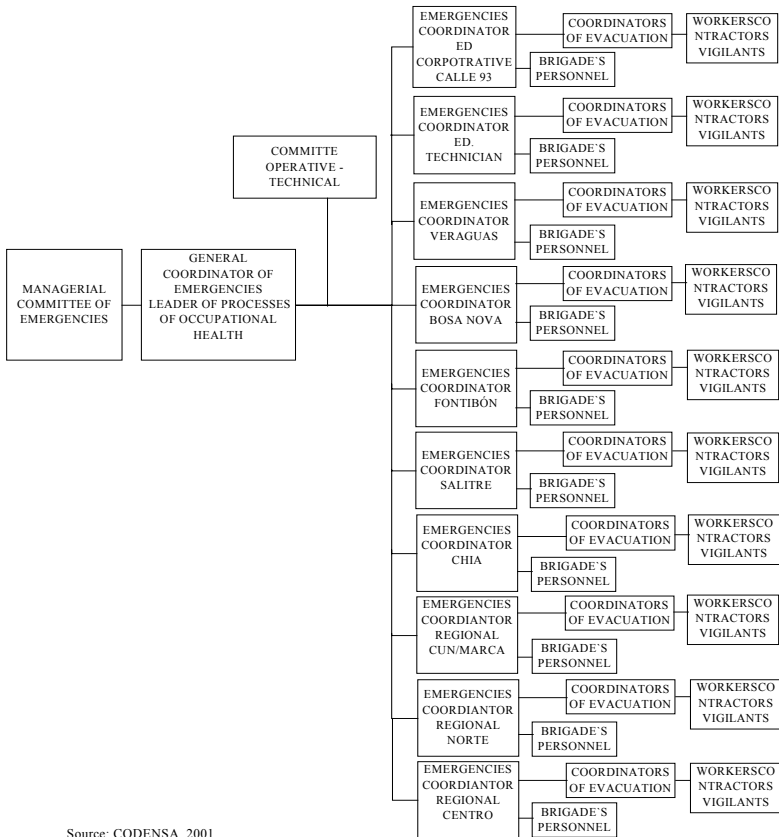 EMERGENCIES
COORDINATOR
ED
CORPOTRATIVE
CALLE 93
COORDINATORS
OF EVACUATION
WORKERSCO
NTRACTORS
VIGILANTS
BRIGADE`S
PERSONNEL
EMERGENCIES
COORDINATOR
ED.
TECHNICIAN
COORDINATORS
OF EVACUATION
WORKERSCO
NTRACTORS
VIGILANTS
BRIGADE`S
PERSONNEL
COMMITTE
OPERATIVE -
TECHNICAL
EMERGENCIES
COORDINATOR
VERAGUAS
COORDINATORS
OF EVACUATION
WORKERSCO
NTRACTORS
VIGILANTS
BRIGADE`S
PERSONNEL
MANAGERIAL
COMMITTEE OF
EMERGENCIES
GENERAL
COORDINATOR OF
EMERGENCIES
LEADER OF PROCESSES
OF OCCUPATIONAL
HEALTH
EMERGENCIES
COORDINATOR
BOSA NOVA
COORDINATORS
OF EVACUATION
WORKERSCO
NTRACTORS
VIGILANTS
BRIGADE`S
PERSONNEL
EMERGENCIES
COORDINATOR
FONTIBÓN
COORDINATORS
OF EVACUATION
WORKERSCO
NTRACTORS
VIGILANTS
BRIGADE`S
PERSONNEL
EMERGENCIES
COORDINATOR
SALITRE
COORDINATORS
OF EVACUATION
WORKERSCO
NTRACTORS
VIGILANTS
BRIGADE`S
PERSONNEL
EMERGENCIES
COORDINATOR
CHIA
COORDINATORS
OF EVACUATION
WORKERSCO
NTRACTORS
VIGILANTS
BRIGADE`S
PERSONNEL
EMERGENCIES
COORDIANTOR
REGIONAL
CUN/MARCA
COORDINATORS
OF EVACUATION
WORKERSCO
NTRACTORS
VIGILANTS
BRIGADE`S
PERSONNEL
EMERGENCIES
COORDIANTOR
REGIONAL
NORTE
COORDINATORS
OF EVACUATION
WORKERSCO
NTRACTORS
VIGILANTS
BRIGADE`S
PERSONNEL
EMERGENCIES
COORDIANTOR
REGIONAL
CENTRO
COORDINATORS
OF EVACUATION
WORKERSCO
NTRACTORS
VIGILANTS
BRIGADE`S
PERSONNEL
Source: CODENSA, 2001